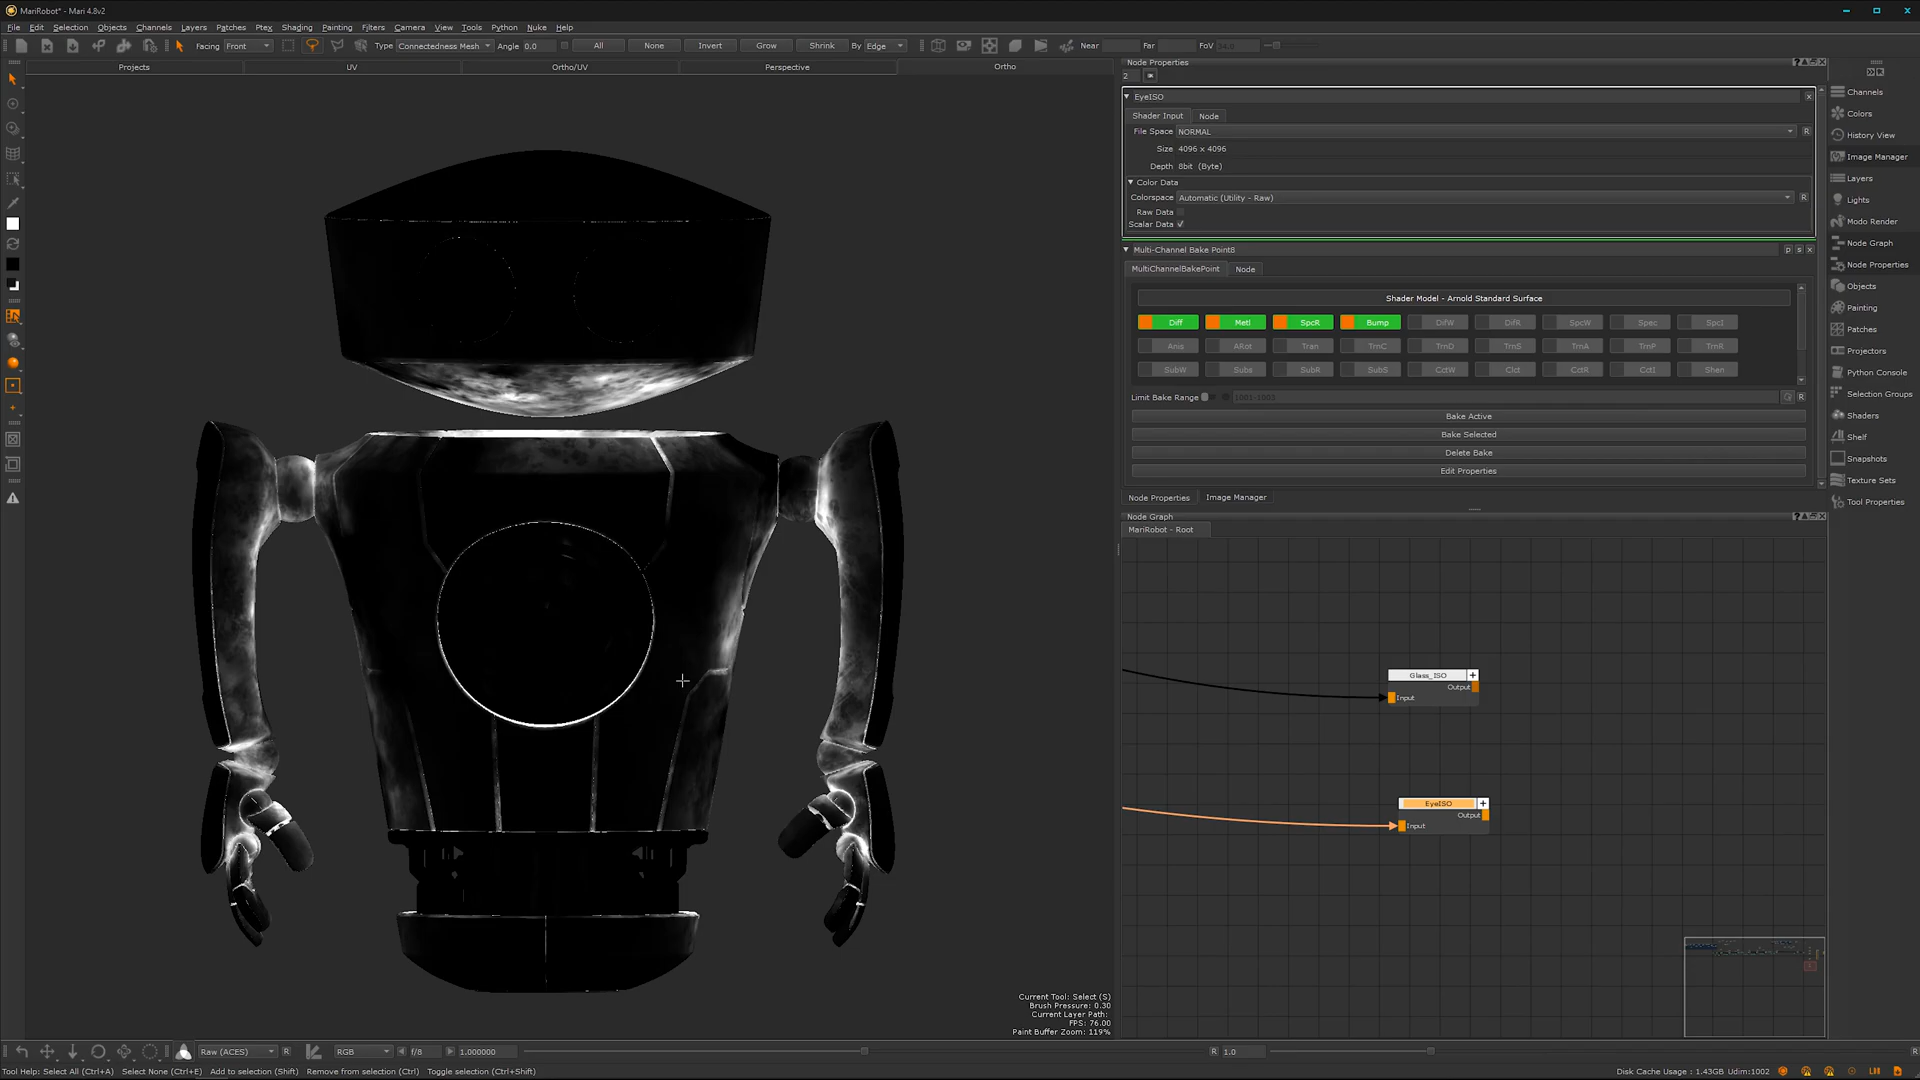 MariRobot* - Mari 4.8v2
File Edit Selection Objects Channels Layers Patches Ptex Shading Painting Filters Camera View Tools Python Nuke Help
Facing Front Type Connectedness Mesh Angle 0.0 All None Invert Grow Shrink By Edge Near Far FoV 34.0
Projects UV Ortho/UV Perspective Ortho
Node Properties
2
EyeISO
Shader Input Node
File Space NORMAL R
Size 4096 x 4096
Depth 8bit (Byte)
Color Data
Colorspace Automatic (Utility - Raw) R
Raw Data
Scalar Data
Multi-Channel Bake Point8 p s x
MultiChannelBakePoint Node
Shader Model - Arnold Standard Surface
Diff Metl SpcR Bump DifW DifR SpcW Spec SpcI
Anis ARot Tran TrnC TrnD TrnS TrnA TrnP TrnR
SubW Subs SubR SubS CctW Clct CctR CctI Shen
Limit Bake Range 1001-1003 R
Bake Active
Bake Selected
Delete Bake
Edit Properties
Node Properties Image Manager
Node Graph
MariRobot - Root
Glass_ISO +
Output
Input
EyeISO +
Output
Input
Channels
Colors
History View
Image Manager
Layers
Lights
Modo Render
Node Graph
Node Properties
Objects
Painting
Patches
Projectors
Python Console
Selection Groups
Shaders
Shelf
Snapshots
Texture Sets
Tool Properties
Current Tool: Select (S)
Brush Pressure: 0.30
Current Layer Path:
FPS: 76.00
Paint Buffer Zoom: 119%
Raw (ACES) R RGB f/8 1.000000 R 1.0 R
Tool Help: Select All (Ctrl+A) Select None (Ctrl+E) Add to selection (Shift) Remove from selection (Ctrl) Toggle selection (Ctrl+Shift) Disk Cache Usage : 1.43GB Udim:1002